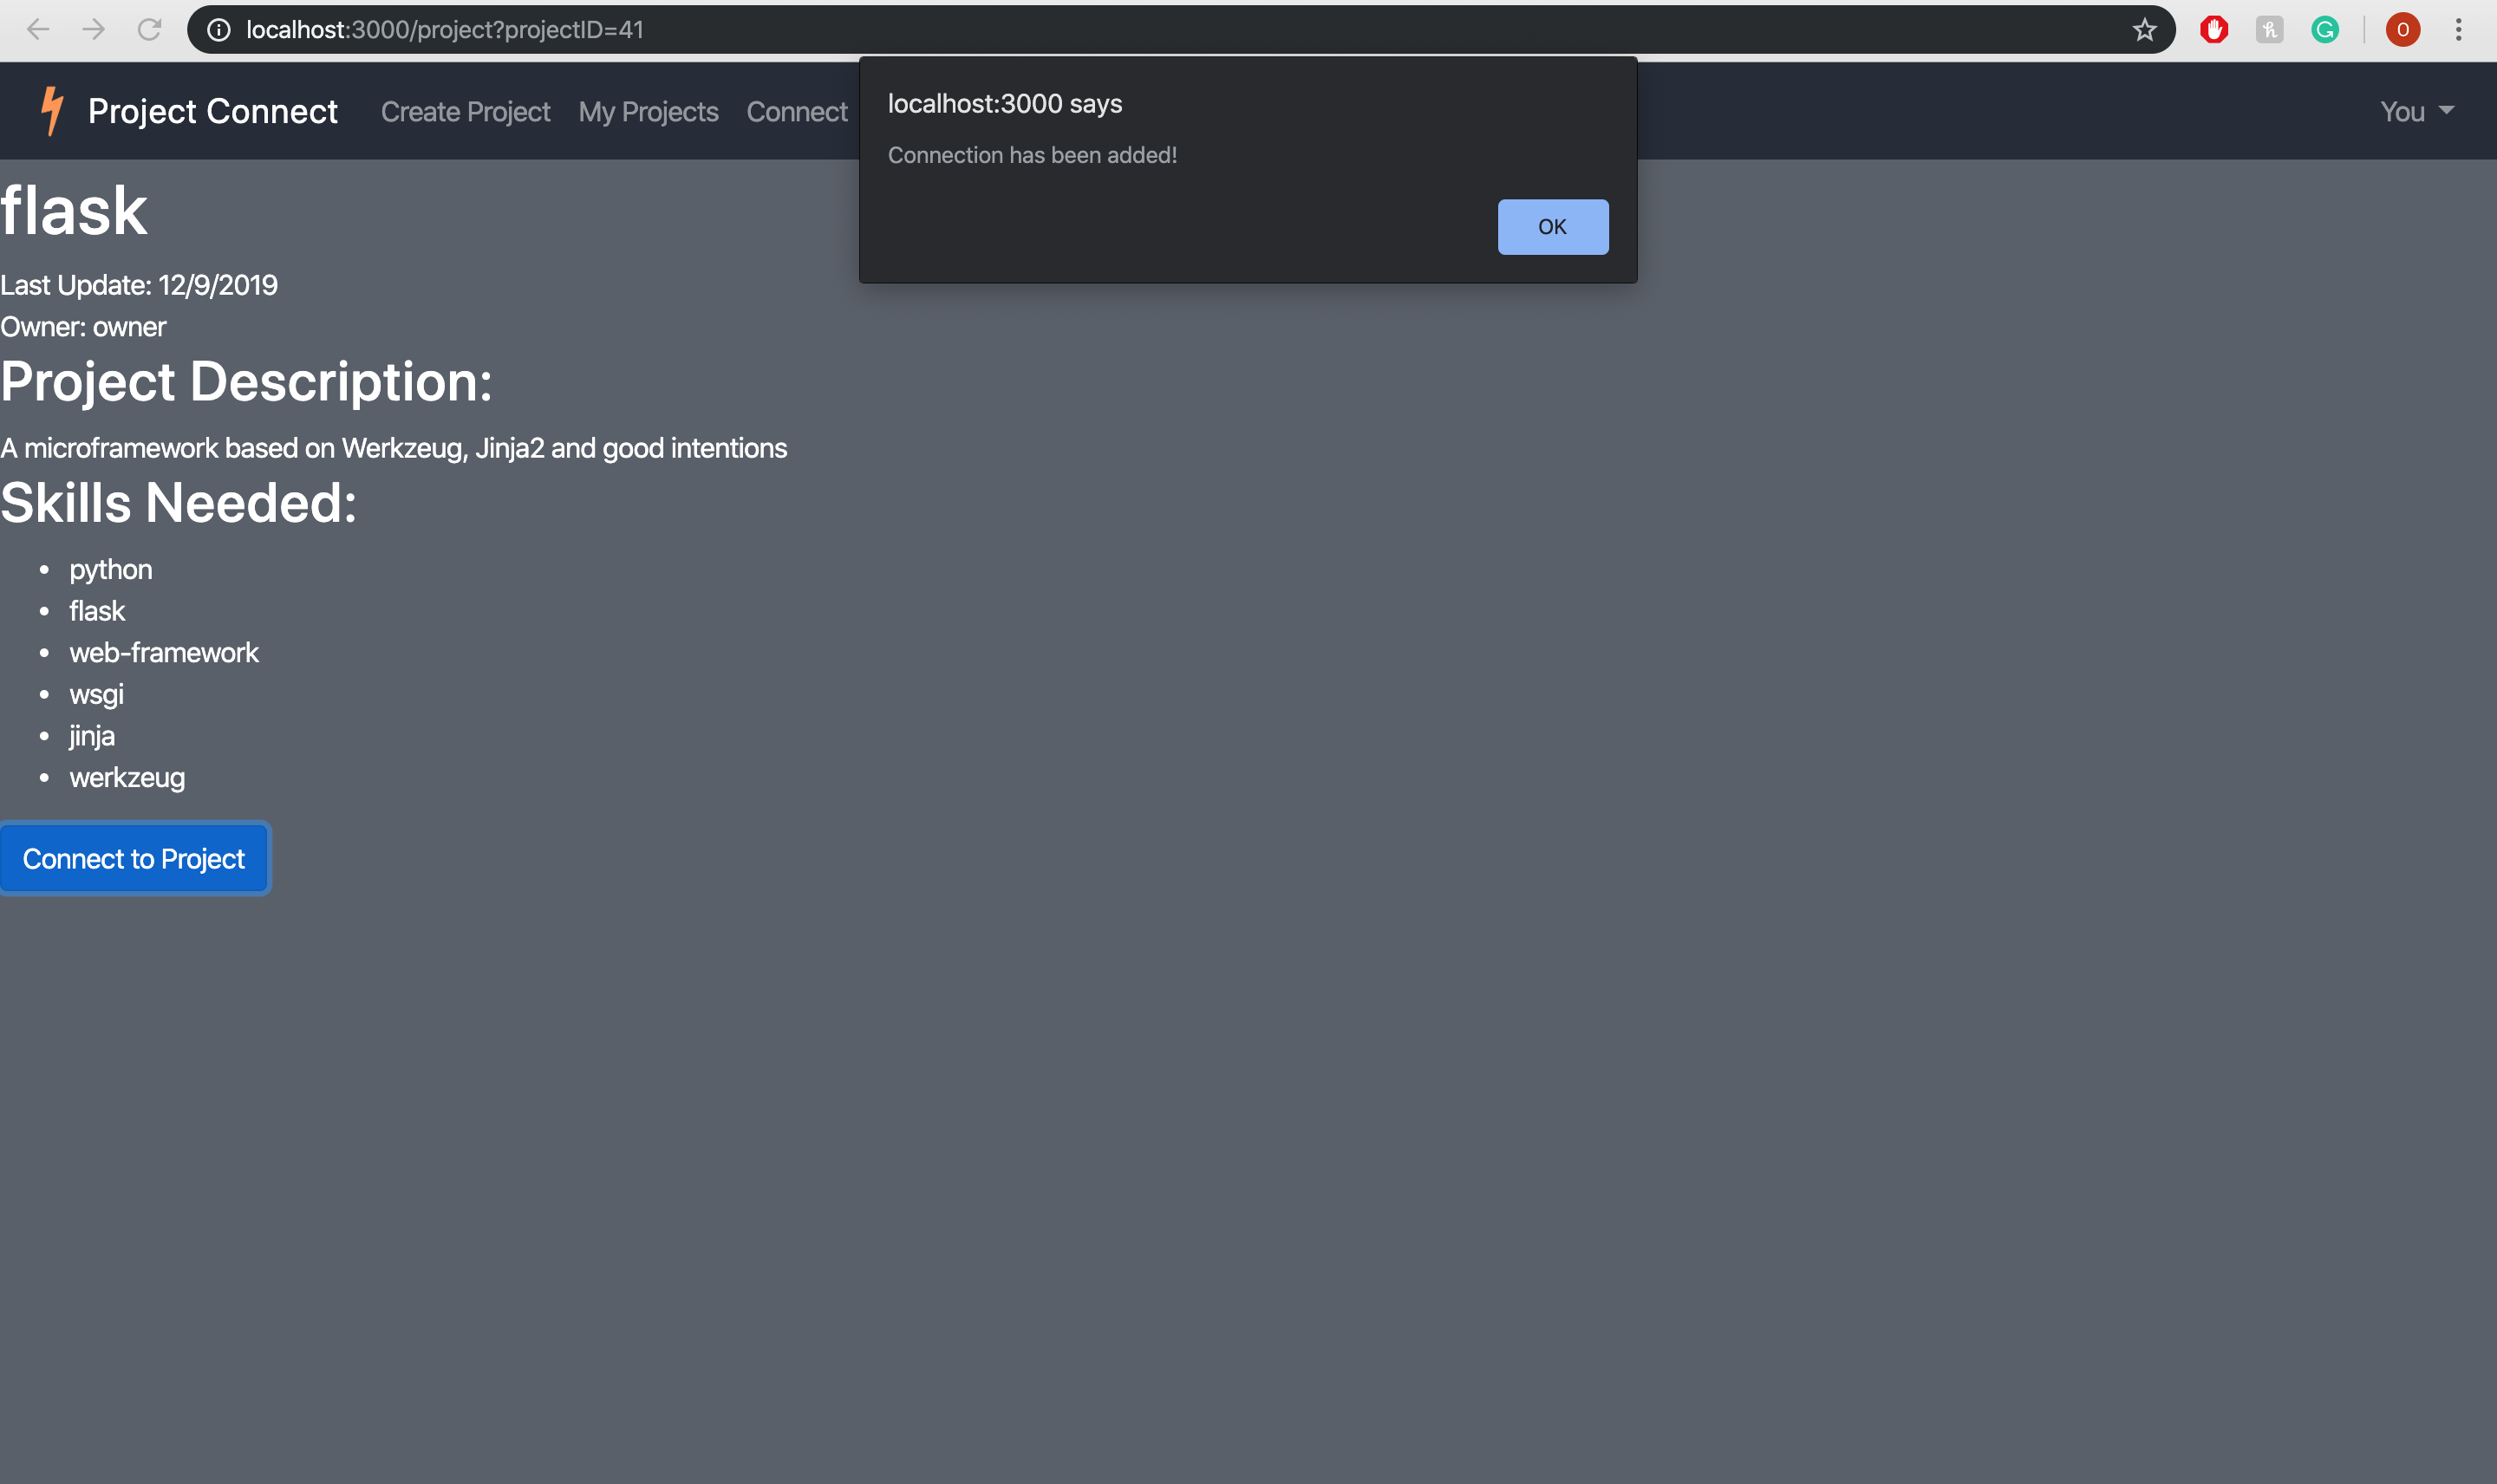 localhost:3000/project?projectID=41
O
Project Connect
Create Project
My Projects
Connect
You
localhost:3000 says
Connection has been added!
OK
flask
Last Update: 12/9/2019
Owner: owner
Project Description:
A microframework based on Werkzeug, Jinja2 and good intentions
Skills Needed:
• python
• flask
• web-framework
• wsgi
• jinja
• werkzeug
Connect to Project